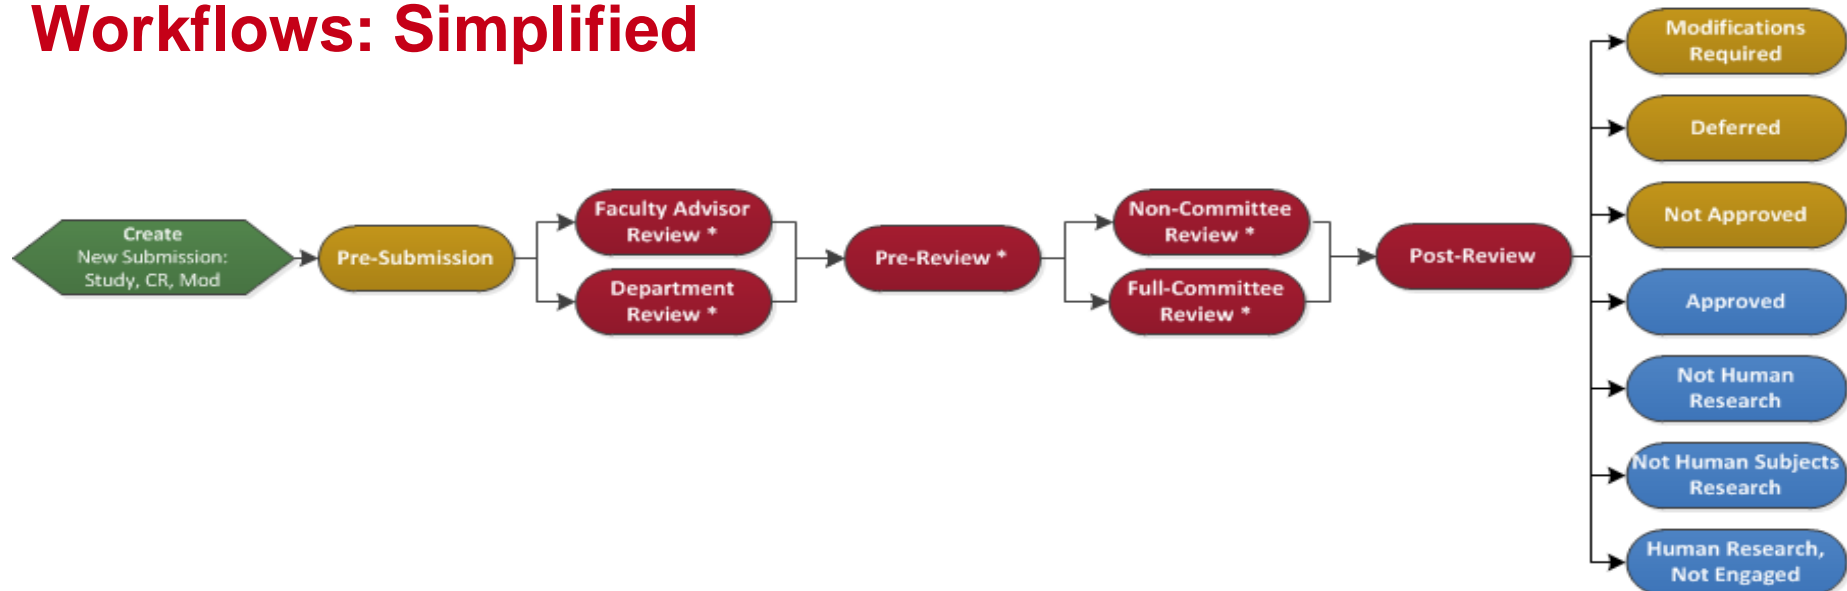 Workflows: Simplified
Create
New Submission:
Study, CR, Mod
Pre-Submission
Faculty Advisor
Review *
Department
Review *
Pre-Review *
Non-Committee
Review *
Full-Committee
Review *
Post-Review
Modifications
Required
Deferred
Not Approved
Approved
Not Human
Research
Not Human Subjects
Research
Human Research,
Not Engaged